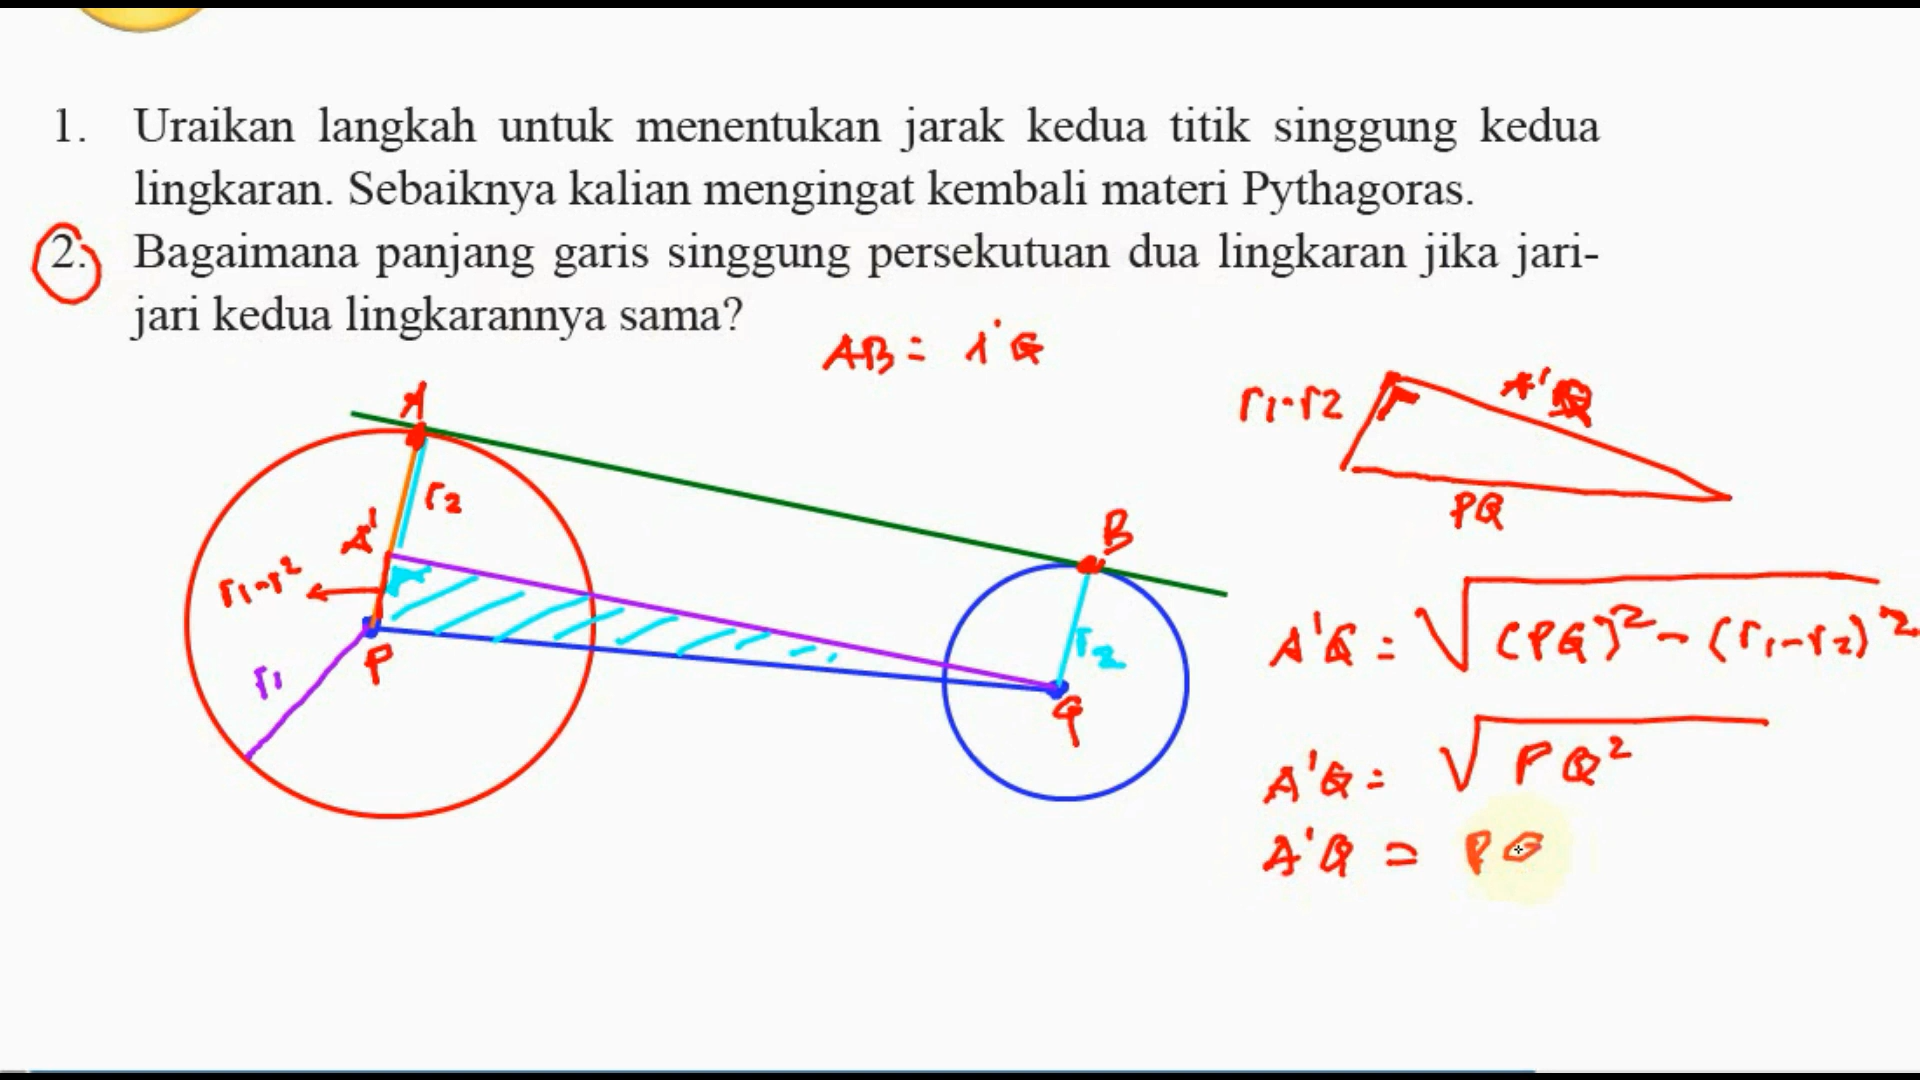 1. Uraikan langkah untuk menentukan jarak kedua titik singgung kedua
lingkaran. Sebaiknya kalian mengingat kembali materi Pythagoras.
2. Bagaimana panjang garis singgung persekutuan dua lingkaran jika jari-
jari kedua lingkarannya sama?
AB =
A
r₁-r₂
A'Q
r₂
PQ
A'
B
r₁-r²
A'Q = √(PQ)²-(r₁-r₂)²
P
r₂
r₁
Q
A'Q = √PQ²
A'Q = PQ